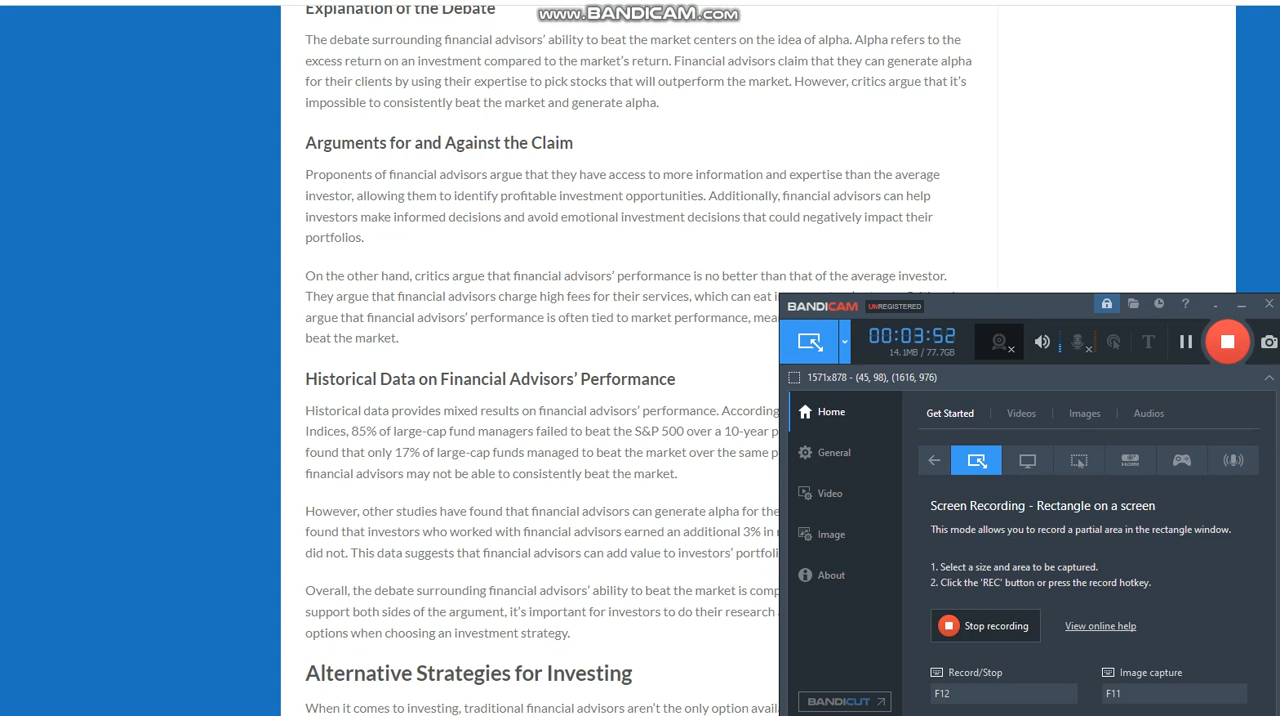 Explanation of the Debate
www.BANDICAM.com
The debate surrounding financial advisors' ability to beat the market centers on the idea of alpha. Alpha refers to the
excess return on an investment compared to the market's return. Financial advisors claim that they can generate alpha
for their clients by using their expertise to pick stocks that will outperform the market. However, critics argue that it's
impossible to consistently beat the market and generate alpha.
Arguments for and Against the Claim
Proponents of financial advisors argue that they have access to more information and expertise than the average
investor, allowing them to identify profitable investment opportunities. Additionally, financial advisors can help
investors make informed decisions and avoid emotional investment decisions that could negatively impact their
portfolios.
On the other hand, critics argue that financial advisors' performance is no better than that of the average investor.
They argue that financial advisors charge high fees for their services, which can eat
argue that financial advisors' performance is often tied to market performance,
beat the market.
Historical Data on Financial Advisors' Performance
Historical data provides mixed results on financial advisors' performance.
Indices, 85% of large-cap fund managers failed to beat the S&P 500 over a 10-year
found that only 17% of large-cap funds managed to beat the market over the same
financial advisors may not be able to consistently beat the market.
However, other studies have found that financial advisors can generate alpha for
found that investors who worked with financial advisors earned an additional 3% in
did not. This data suggests that financial advisors can add value to investors'
Overall, the debate surrounding financial advisors' ability to beat the market is
support both sides of the argument, it's important for investors to do their research
options when choosing an investment strategy.
Alternative Strategies for Investing
When it comes to investing, traditional financial advisors aren't the only option
BANDICAM UNREGISTERED
00:03:52
14.1MB / 77.7GB
1571x878 - (45, 98), (1616, 976)
Home
General
Video
Image
About
BANDICUT
Get Started Videos Images Audios
Screen Recording - Rectangle on a screen
This mode allows you to record a partial area in the rectangle window.
1. Select a size and area to be captured.
2. Click the 'REC' button or press the record hotkey.
Stop recording View online help
Record/Stop Image capture
F12 F11